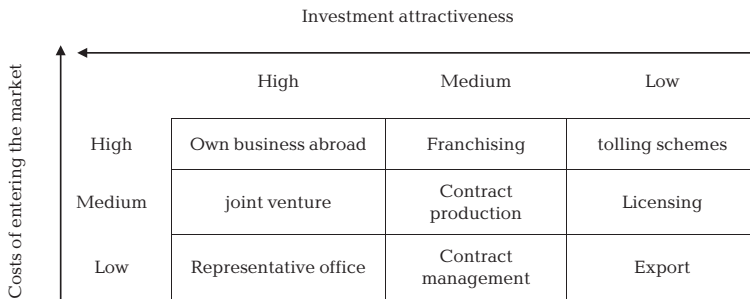 Investment attractiveness
Costs of entering the market
High Medium Low
High Own business abroad Franchising tolling schemes
Medium joint venture Contract production Licensing
Low Representative office Contract management Export